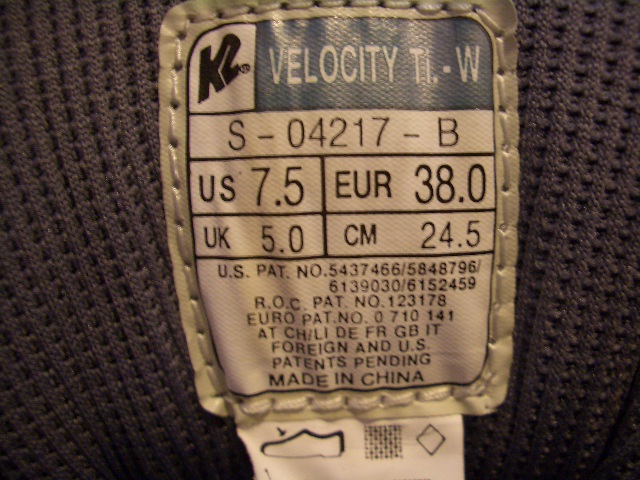 K2® VELOCITY Ti.-W
S-04217-B
US 7.5 EUR 38.0
UK 5.0 CM 24.5
U.S. PAT. NO.5437466/5848796/
6139030/6152459
R.O.C. PAT. NO.123178
EURO PAT.NO. 0 710 141
AT CH/LI DE FR GB IT
FOREIGN AND U.S.
PATENTS PENDING
MADE IN CHINA